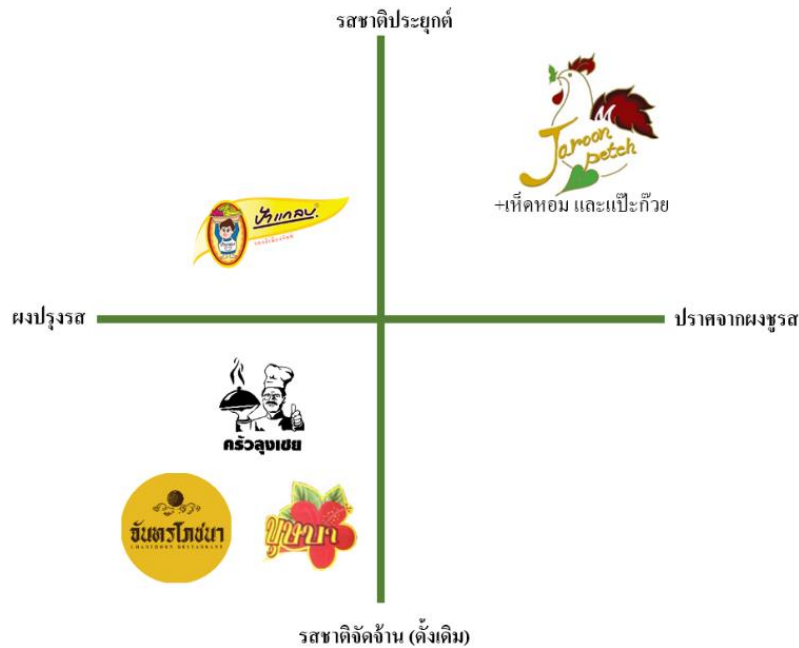 รสชาติประยุกต์
Jaroon
petch
+เห็ดหอม และแป๊ะก๊วย
ป้าแกลบ
ผงปรุงรส
ปราศจากผงชูรส
ครัวลุงเชย
จันทรโภชนา
CHANTHORN RESTAURANT
บุษบา
รสชาติจัดจ้าน (ดั้งเดิม)